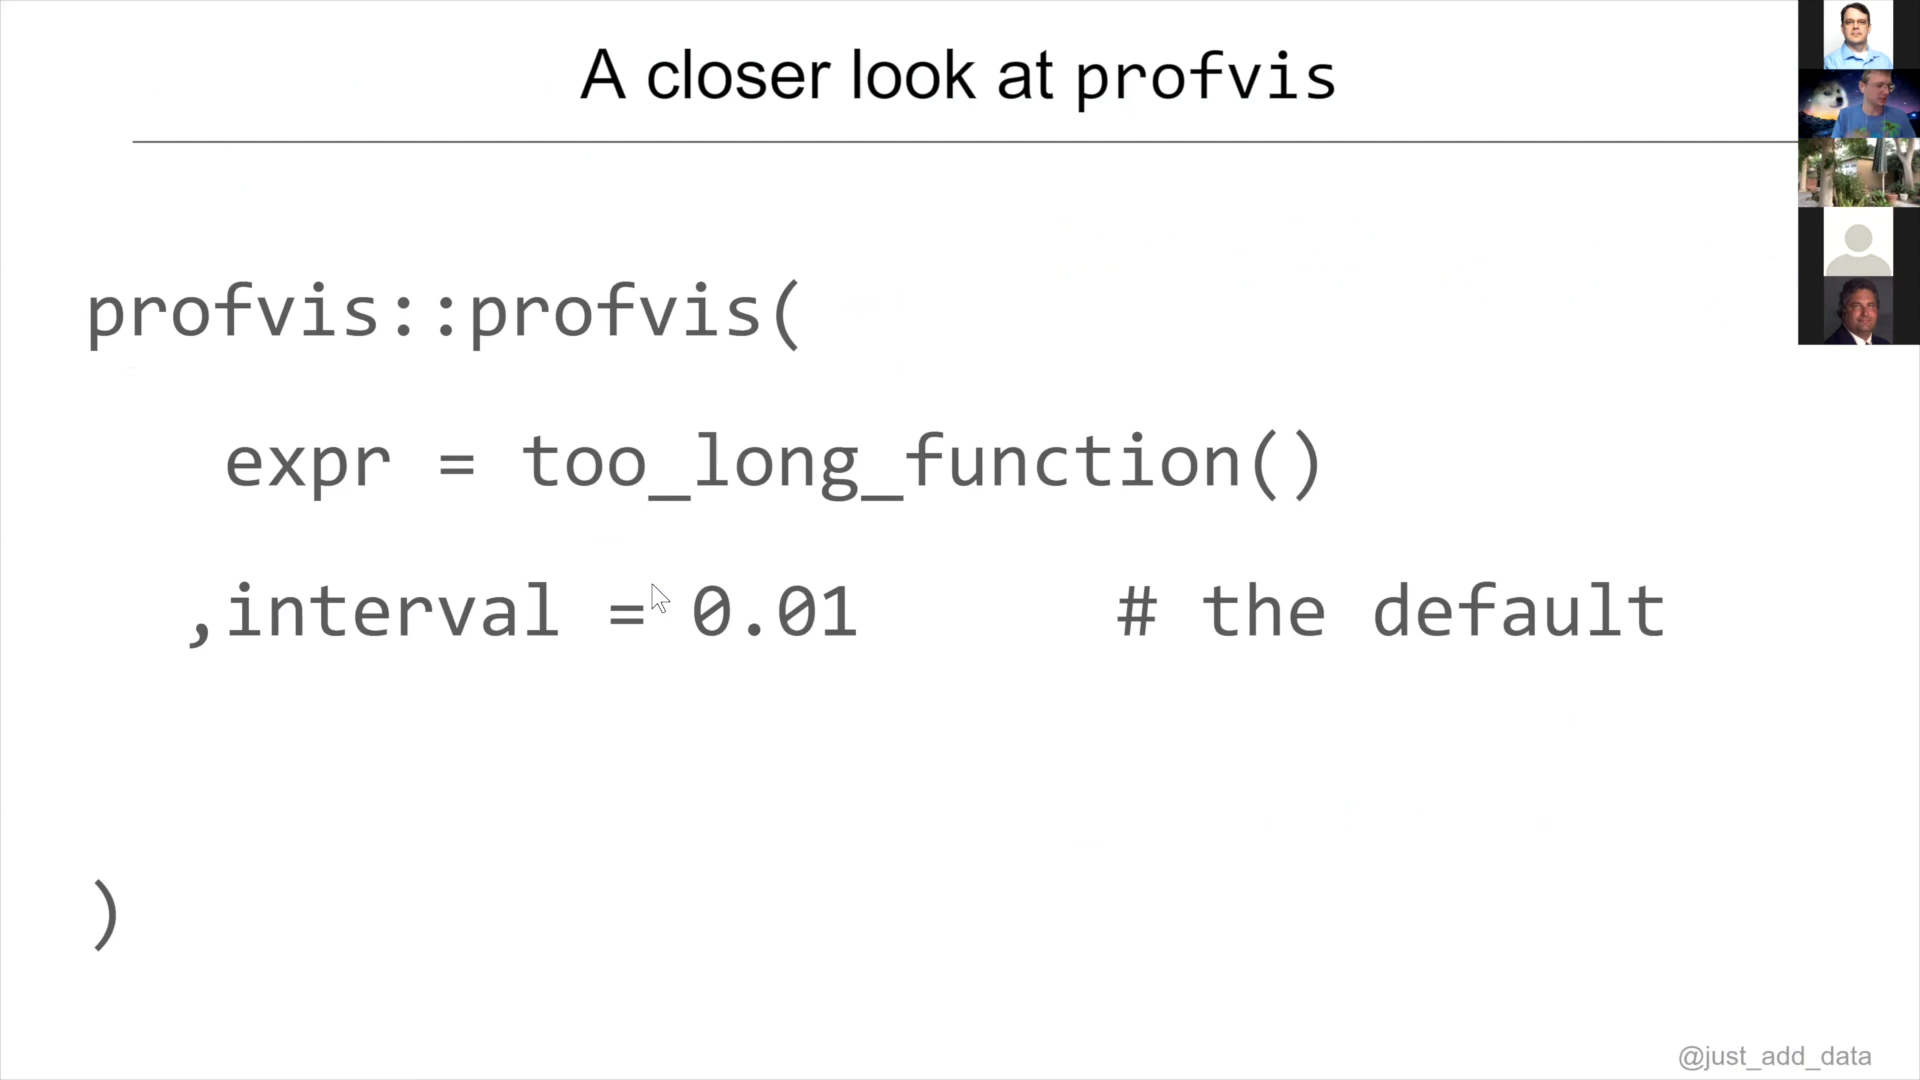 A closer look at profvis
profvis::profvis(
expr = too_long_function()
,interval = 0.01 # the default
)
@just_add_data